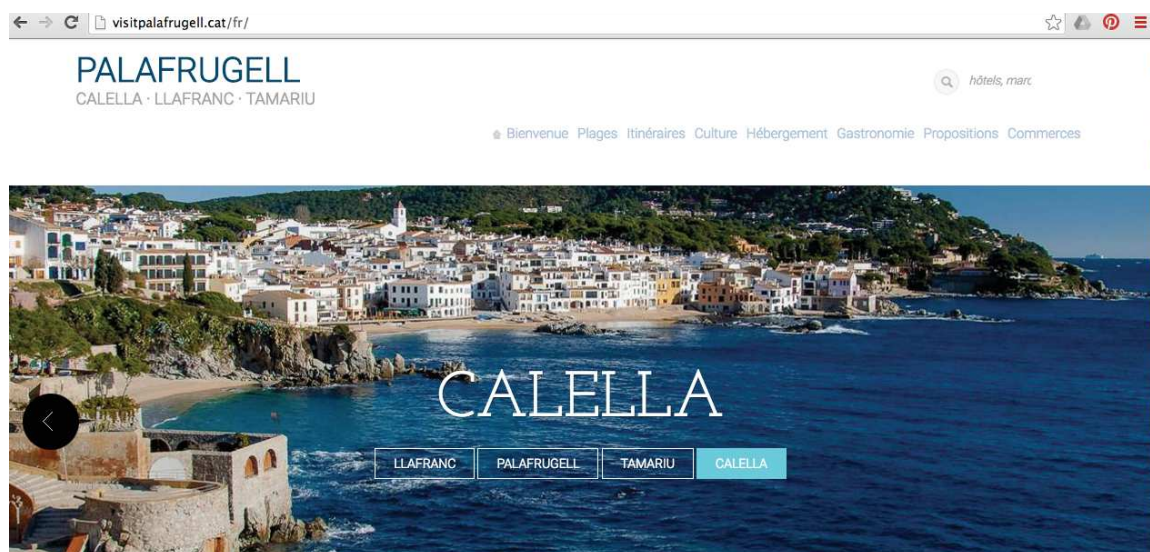 visitpalafrugell.cat/fr/
PALAFRUGELL
CALELLA · LLAFRANC · TAMARIU
hôtels, marc
Bienvenue Plages Itinéraires Culture Hébergement Gastronomie Propositions Commerces
CALELLA
LLAFRANC PALAFRUGELL TAMARIU CALELLA